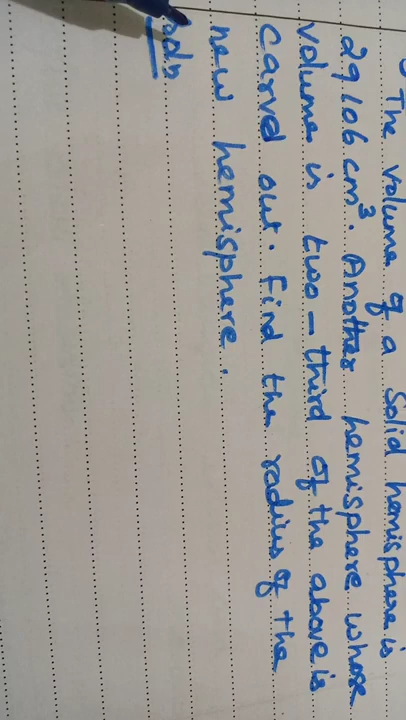 The volume of a Solid hemisphere is
29106 cm³. Another hemisphere whose
volume is two-third of the above is
carved out. Find the radius of the
new hemisphere.
Soln